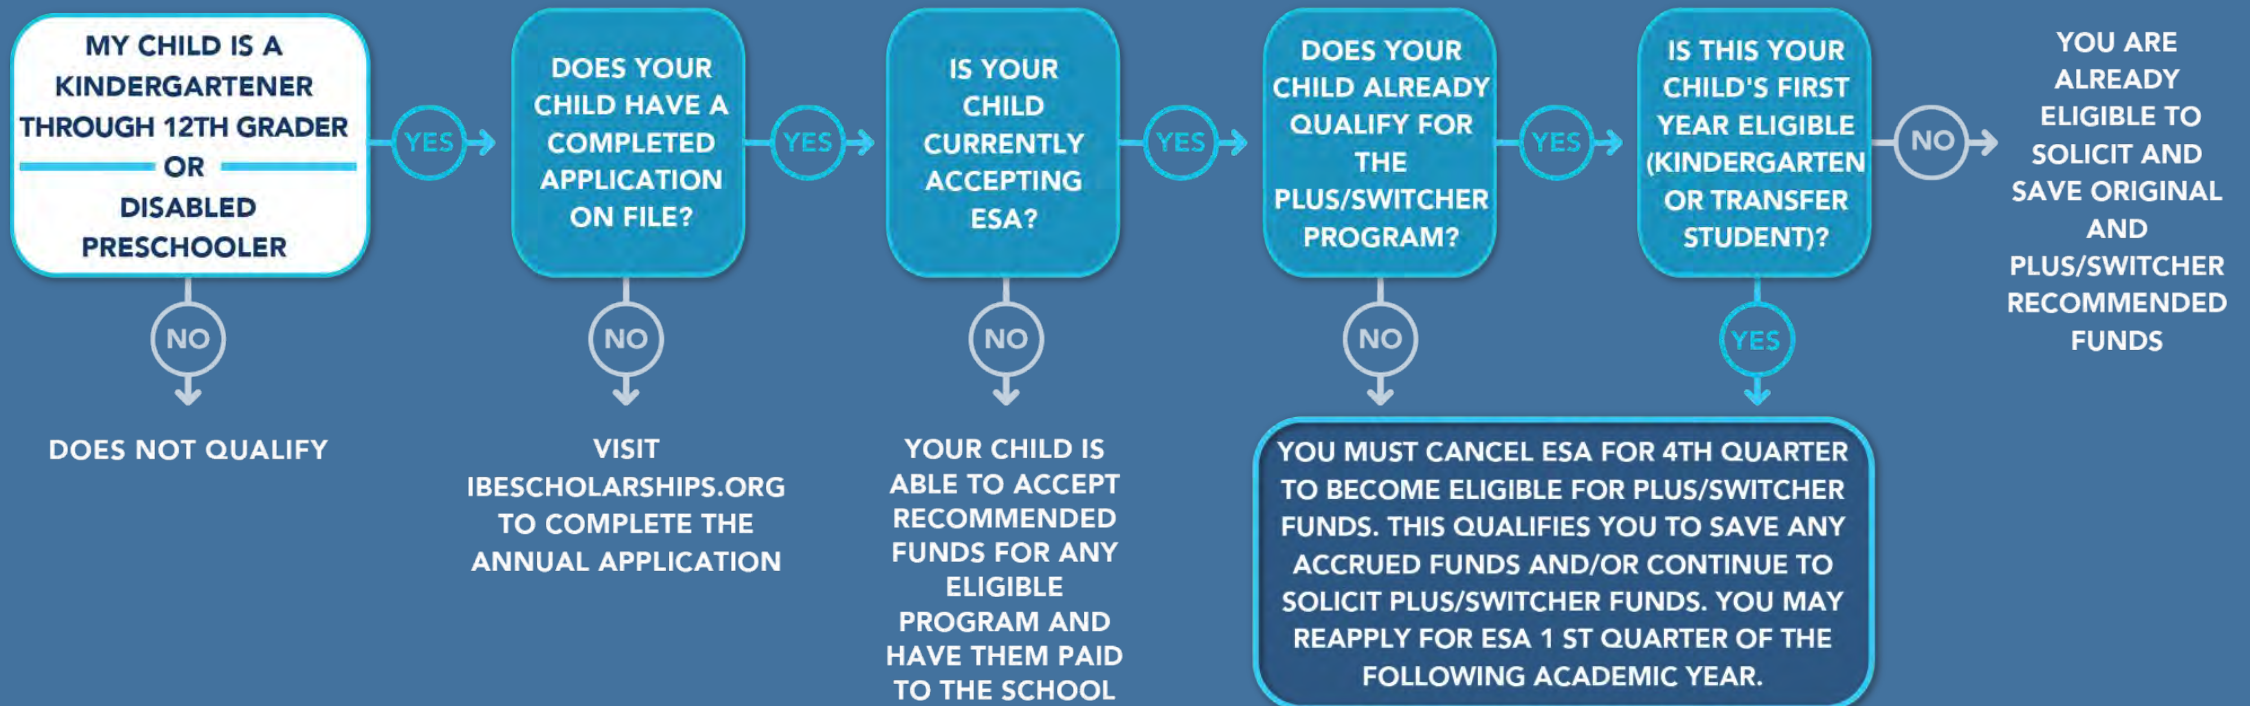 MY CHILD IS A
KINDERGARTENER
THROUGH 12TH GRADER
OR
DISABLED
PRESCHOOLER
YES
NO
DOES NOT QUALIFY
DOES YOUR
CHILD HAVE A
COMPLETED
APPLICATION
ON FILE?
YES
NO
VISIT
IBESCHOLARSHIPS.ORG
TO COMPLETE THE
ANNUAL APPLICATION
IS YOUR
CHILD
CURRENTLY
ACCEPTING
ESA?
YES
NO
YOUR CHILD IS
ABLE TO ACCEPT
RECOMMENDED
FUNDS FOR ANY
ELIGIBLE
PROGRAM AND
HAVE THEM PAID
TO THE SCHOOL
DOES YOUR
CHILD ALREADY
QUALIFY FOR
THE
PLUS/SWITCHER
PROGRAM?
YES
NO
IS THIS YOUR
CHILD'S FIRST
YEAR ELIGIBLE
(KINDERGARTEN
OR TRANSFER
STUDENT)?
NO
YES
YOU MUST CANCEL ESA FOR 4TH QUARTER
TO BECOME ELIGIBLE FOR PLUS/SWITCHER
FUNDS. THIS QUALIFIES YOU TO SAVE ANY
ACCRUED FUNDS AND/OR CONTINUE TO
SOLICIT PLUS/SWITCHER FUNDS. YOU MAY
REAPPLY FOR ESA 1 ST QUARTER OF THE
FOLLOWING ACADEMIC YEAR.
YOU ARE
ALREADY
ELIGIBLE TO
SOLICIT AND
SAVE ORIGINAL
AND
PLUS/SWITCHER
RECOMMENDED
FUNDS